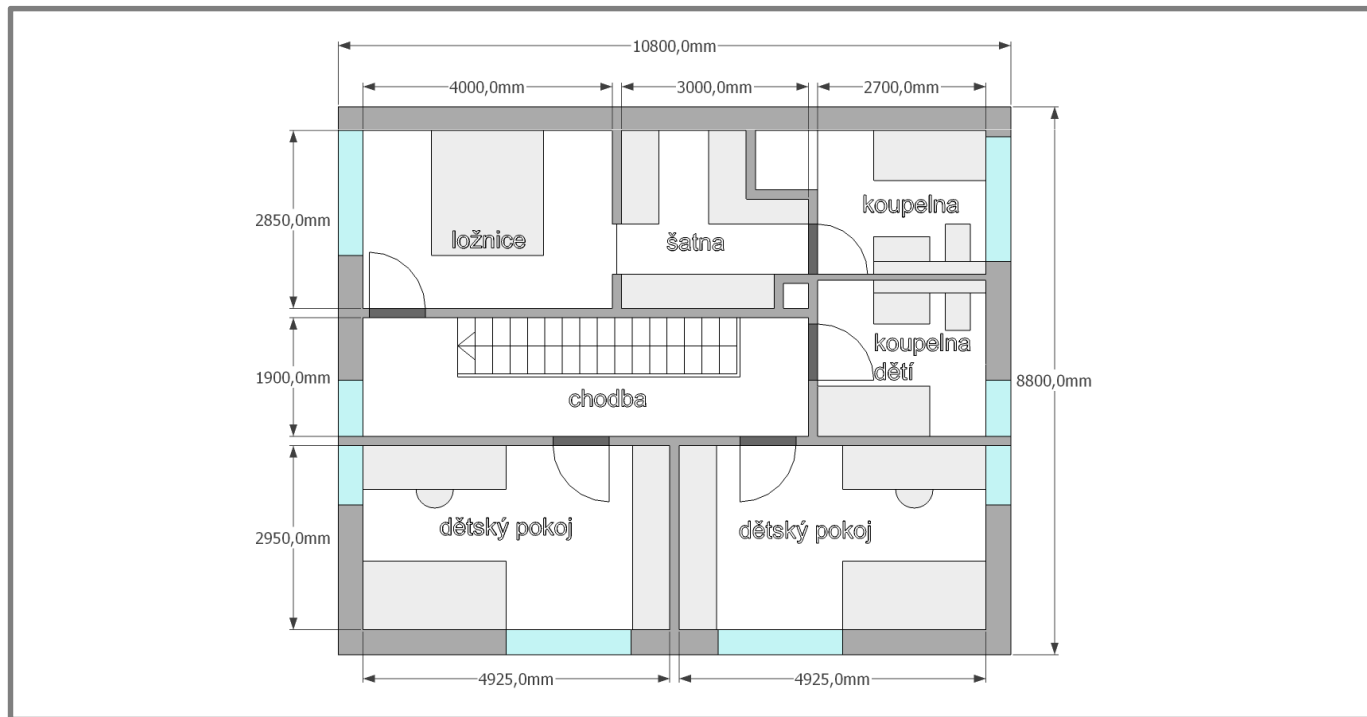 10800,0mm
4000,0mm
3000,0mm
2700,0mm
koupelna
2850,0mm
ložnice
šatna
koupelna
dětí
1900,0mm
8800,0mm
chodba
dětský pokoj
dětský pokoj
2950,0mm
4925,0mm
4925,0mm